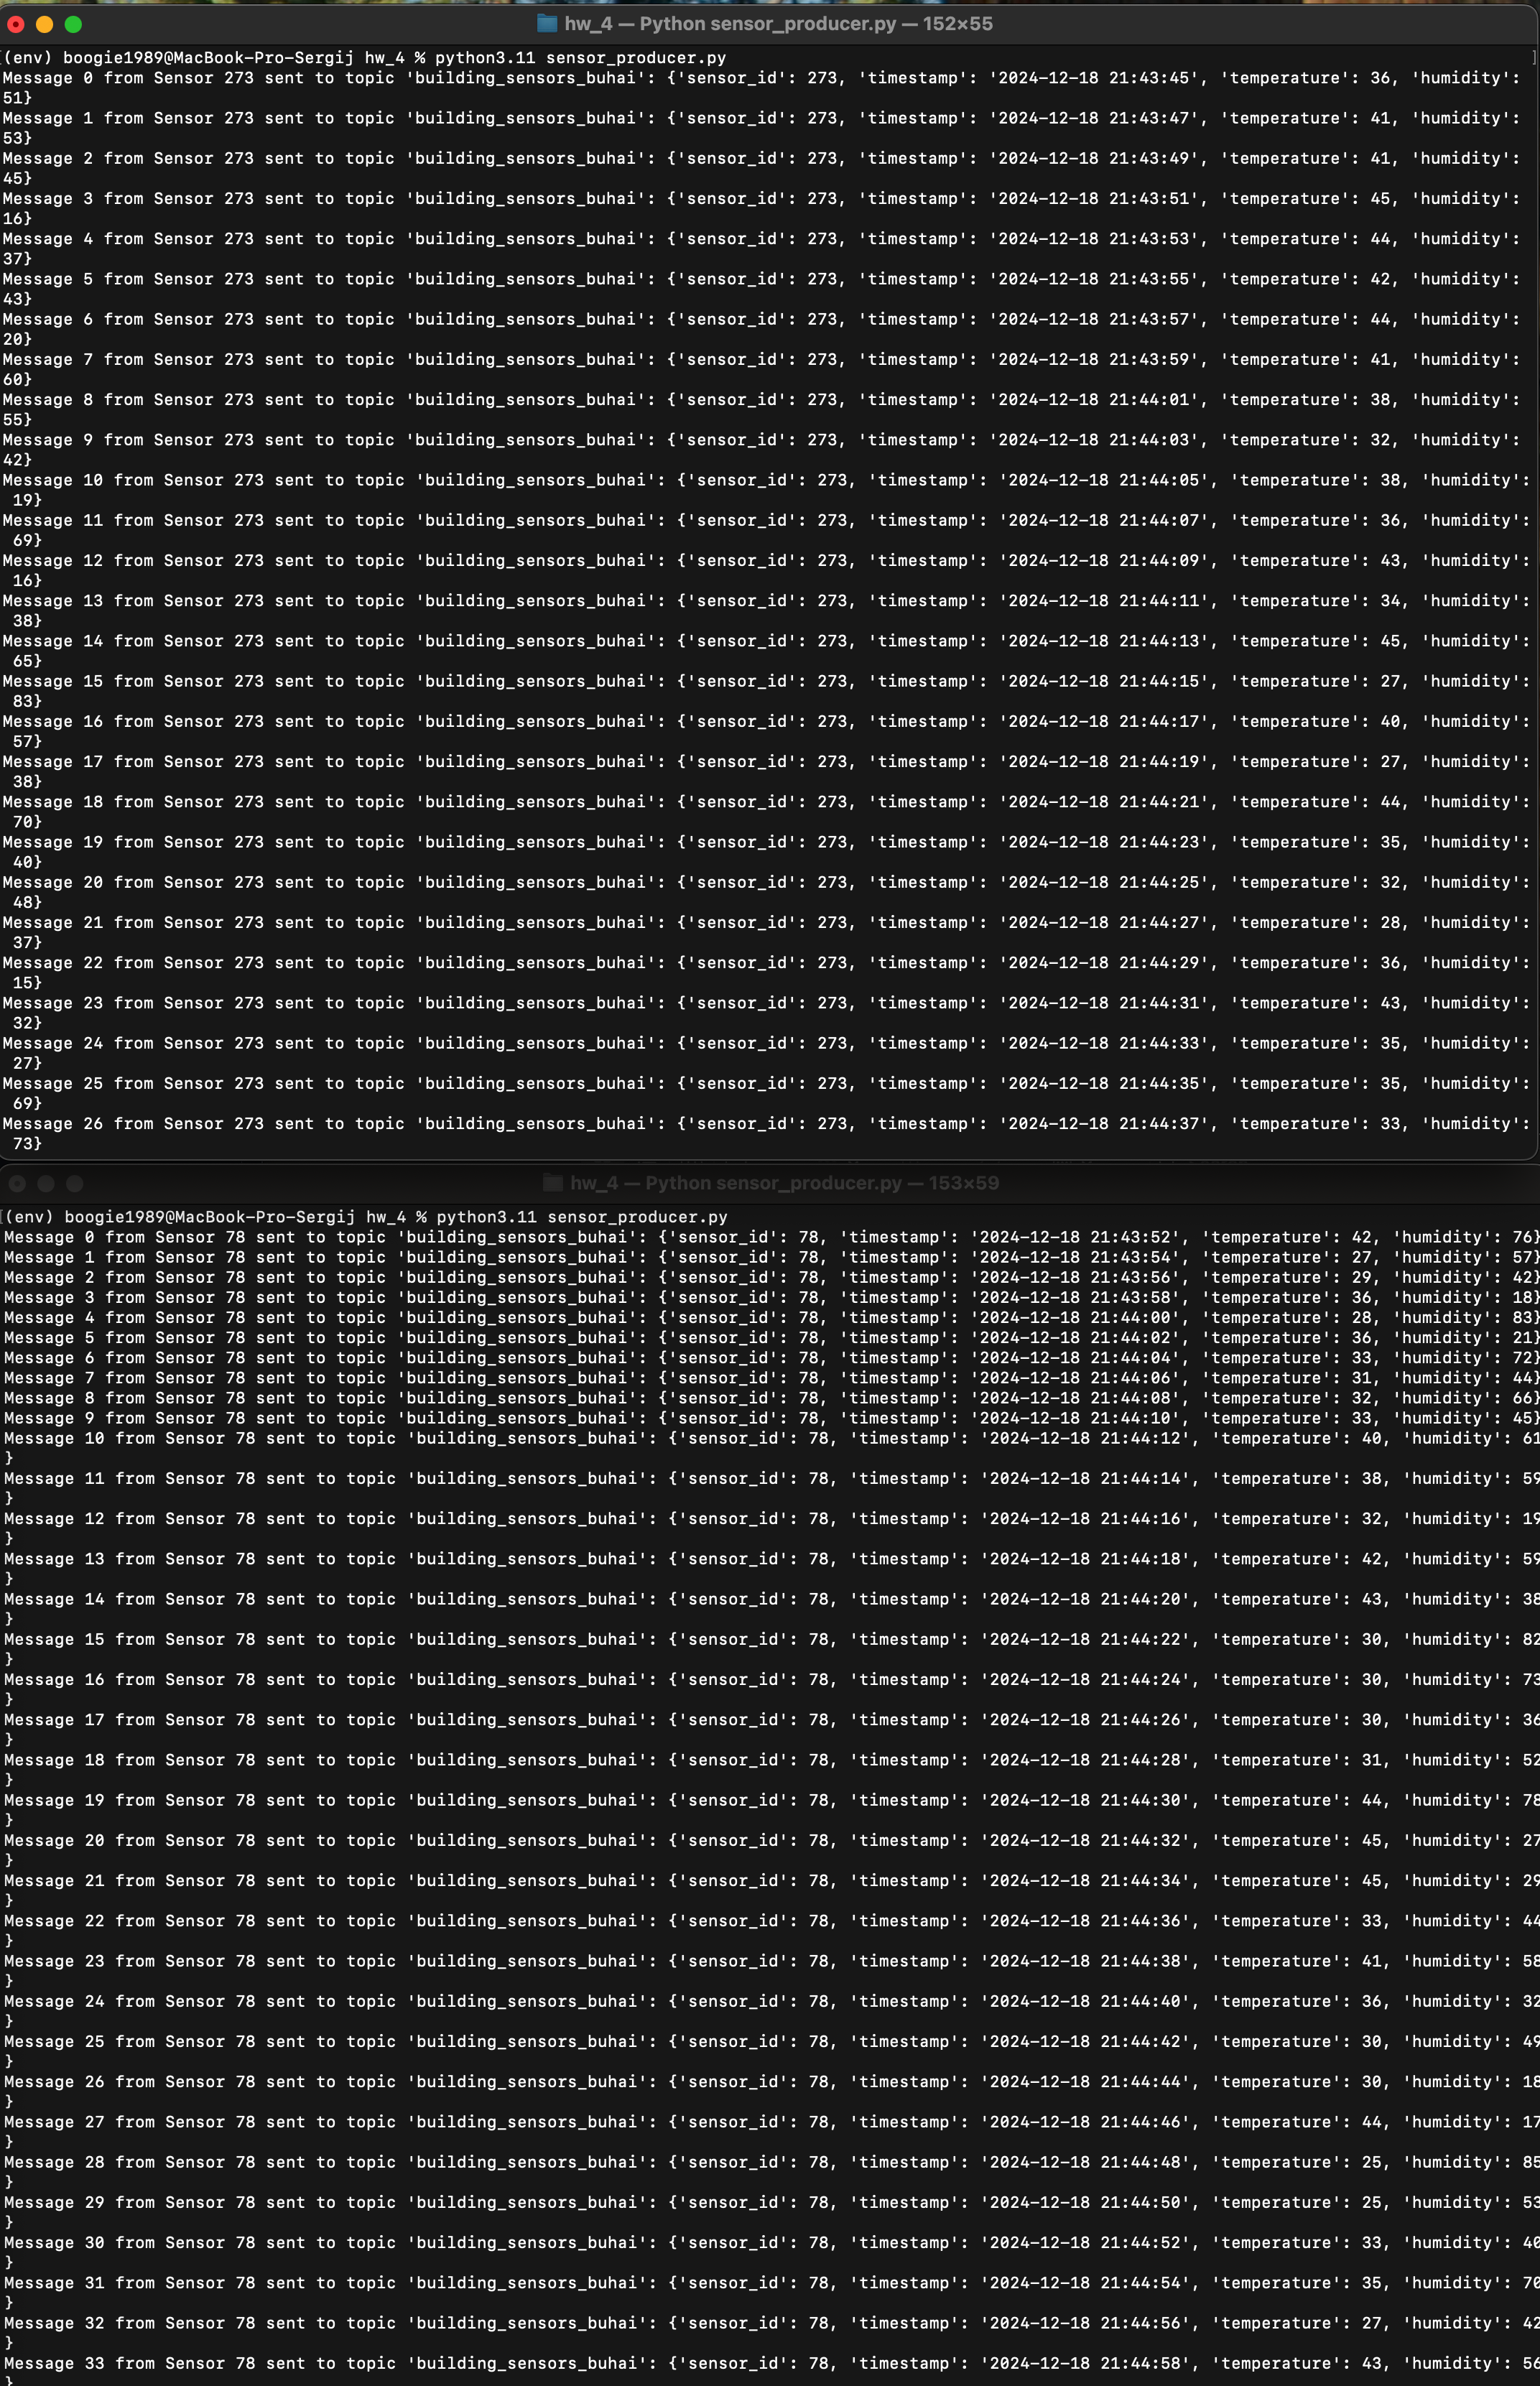 hw_4 — Python sensor_producer.py — 152×55
(env) boogie1989@MacBook-Pro-Sergij hw_4 % python3.11 sensor_producer.py
Message 0 from Sensor 273 sent to topic 'building_sensors_buhai': {'sensor_id': 273, 'timestamp': '2024-12-18 21:43:45', 'temperature': 36, 'humidity':
51}
Message 1 from Sensor 273 sent to topic 'building_sensors_buhai': {'sensor_id': 273, 'timestamp': '2024-12-18 21:43:47', 'temperature': 41, 'humidity':
53}
Message 2 from Sensor 273 sent to topic 'building_sensors_buhai': {'sensor_id': 273, 'timestamp': '2024-12-18 21:43:49', 'temperature': 41, 'humidity':
45}
Message 3 from Sensor 273 sent to topic 'building_sensors_buhai': {'sensor_id': 273, 'timestamp': '2024-12-18 21:43:51', 'temperature': 45, 'humidity':
16}
Message 4 from Sensor 273 sent to topic 'building_sensors_buhai': {'sensor_id': 273, 'timestamp': '2024-12-18 21:43:53', 'temperature': 44, 'humidity':
37}
Message 5 from Sensor 273 sent to topic 'building_sensors_buhai': {'sensor_id': 273, 'timestamp': '2024-12-18 21:43:55', 'temperature': 42, 'humidity':
43}
Message 6 from Sensor 273 sent to topic 'building_sensors_buhai': {'sensor_id': 273, 'timestamp': '2024-12-18 21:43:57', 'temperature': 44, 'humidity':
20}
Message 7 from Sensor 273 sent to topic 'building_sensors_buhai': {'sensor_id': 273, 'timestamp': '2024-12-18 21:43:59', 'temperature': 41, 'humidity':
60}
Message 8 from Sensor 273 sent to topic 'building_sensors_buhai': {'sensor_id': 273, 'timestamp': '2024-12-18 21:44:01', 'temperature': 38, 'humidity':
55}
Message 9 from Sensor 273 sent to topic 'building_sensors_buhai': {'sensor_id': 273, 'timestamp': '2024-12-18 21:44:03', 'temperature': 32, 'humidity':
42}
Message 10 from Sensor 273 sent to topic 'building_sensors_buhai': {'sensor_id': 273, 'timestamp': '2024-12-18 21:44:05', 'temperature': 38, 'humidity':
19}
Message 11 from Sensor 273 sent to topic 'building_sensors_buhai': {'sensor_id': 273, 'timestamp': '2024-12-18 21:44:07', 'temperature': 36, 'humidity':
69}
Message 12 from Sensor 273 sent to topic 'building_sensors_buhai': {'sensor_id': 273, 'timestamp': '2024-12-18 21:44:09', 'temperature': 43, 'humidity':
16}
Message 13 from Sensor 273 sent to topic 'building_sensors_buhai': {'sensor_id': 273, 'timestamp': '2024-12-18 21:44:11', 'temperature': 34, 'humidity':
38}
Message 14 from Sensor 273 sent to topic 'building_sensors_buhai': {'sensor_id': 273, 'timestamp': '2024-12-18 21:44:13', 'temperature': 45, 'humidity':
65}
Message 15 from Sensor 273 sent to topic 'building_sensors_buhai': {'sensor_id': 273, 'timestamp': '2024-12-18 21:44:15', 'temperature': 27, 'humidity':
83}
Message 16 from Sensor 273 sent to topic 'building_sensors_buhai': {'sensor_id': 273, 'timestamp': '2024-12-18 21:44:17', 'temperature': 40, 'humidity':
57}
Message 17 from Sensor 273 sent to topic 'building_sensors_buhai': {'sensor_id': 273, 'timestamp': '2024-12-18 21:44:19', 'temperature': 27, 'humidity':
38}
Message 18 from Sensor 273 sent to topic 'building_sensors_buhai': {'sensor_id': 273, 'timestamp': '2024-12-18 21:44:21', 'temperature': 44, 'humidity':
70}
Message 19 from Sensor 273 sent to topic 'building_sensors_buhai': {'sensor_id': 273, 'timestamp': '2024-12-18 21:44:23', 'temperature': 35, 'humidity':
40}
Message 20 from Sensor 273 sent to topic 'building_sensors_buhai': {'sensor_id': 273, 'timestamp': '2024-12-18 21:44:25', 'temperature': 32, 'humidity':
48}
Message 21 from Sensor 273 sent to topic 'building_sensors_buhai': {'sensor_id': 273, 'timestamp': '2024-12-18 21:44:27', 'temperature': 28, 'humidity':
37}
Message 22 from Sensor 273 sent to topic 'building_sensors_buhai': {'sensor_id': 273, 'timestamp': '2024-12-18 21:44:29', 'temperature': 36, 'humidity':
15}
Message 23 from Sensor 273 sent to topic 'building_sensors_buhai': {'sensor_id': 273, 'timestamp': '2024-12-18 21:44:31', 'temperature': 43, 'humidity':
32}
Message 24 from Sensor 273 sent to topic 'building_sensors_buhai': {'sensor_id': 273, 'timestamp': '2024-12-18 21:44:33', 'temperature': 35, 'humidity':
27}
Message 25 from Sensor 273 sent to topic 'building_sensors_buhai': {'sensor_id': 273, 'timestamp': '2024-12-18 21:44:35', 'temperature': 35, 'humidity':
69}
Message 26 from Sensor 273 sent to topic 'building_sensors_buhai': {'sensor_id': 273, 'timestamp': '2024-12-18 21:44:37', 'temperature': 33, 'humidity':
73}
hw_4 — Python sensor_producer.py — 153×59
(env) boogie1989@MacBook-Pro-Sergij hw_4 % python3.11 sensor_producer.py
Message 0 from Sensor 78 sent to topic 'building_sensors_buhai': {'sensor_id': 78, 'timestamp': '2024-12-18 21:43:52', 'temperature': 42, 'humidity': 76}
Message 1 from Sensor 78 sent to topic 'building_sensors_buhai': {'sensor_id': 78, 'timestamp': '2024-12-18 21:43:54', 'temperature': 27, 'humidity': 57}
Message 2 from Sensor 78 sent to topic 'building_sensors_buhai': {'sensor_id': 78, 'timestamp': '2024-12-18 21:43:56', 'temperature': 29, 'humidity': 42}
Message 3 from Sensor 78 sent to topic 'building_sensors_buhai': {'sensor_id': 78, 'timestamp': '2024-12-18 21:43:58', 'temperature': 36, 'humidity': 18}
Message 4 from Sensor 78 sent to topic 'building_sensors_buhai': {'sensor_id': 78, 'timestamp': '2024-12-18 21:44:00', 'temperature': 28, 'humidity': 83}
Message 5 from Sensor 78 sent to topic 'building_sensors_buhai': {'sensor_id': 78, 'timestamp': '2024-12-18 21:44:02', 'temperature': 36, 'humidity': 21}
Message 6 from Sensor 78 sent to topic 'building_sensors_buhai': {'sensor_id': 78, 'timestamp': '2024-12-18 21:44:04', 'temperature': 33, 'humidity': 72}
Message 7 from Sensor 78 sent to topic 'building_sensors_buhai': {'sensor_id': 78, 'timestamp': '2024-12-18 21:44:06', 'temperature': 31, 'humidity': 44}
Message 8 from Sensor 78 sent to topic 'building_sensors_buhai': {'sensor_id': 78, 'timestamp': '2024-12-18 21:44:08', 'temperature': 32, 'humidity': 66}
Message 9 from Sensor 78 sent to topic 'building_sensors_buhai': {'sensor_id': 78, 'timestamp': '2024-12-18 21:44:10', 'temperature': 33, 'humidity': 45}
Message 10 from Sensor 78 sent to topic 'building_sensors_buhai': {'sensor_id': 78, 'timestamp': '2024-12-18 21:44:12', 'temperature': 40, 'humidity': 61
}
Message 11 from Sensor 78 sent to topic 'building_sensors_buhai': {'sensor_id': 78, 'timestamp': '2024-12-18 21:44:14', 'temperature': 38, 'humidity': 59
}
Message 12 from Sensor 78 sent to topic 'building_sensors_buhai': {'sensor_id': 78, 'timestamp': '2024-12-18 21:44:16', 'temperature': 32, 'humidity': 19
}
Message 13 from Sensor 78 sent to topic 'building_sensors_buhai': {'sensor_id': 78, 'timestamp': '2024-12-18 21:44:18', 'temperature': 42, 'humidity': 59
}
Message 14 from Sensor 78 sent to topic 'building_sensors_buhai': {'sensor_id': 78, 'timestamp': '2024-12-18 21:44:20', 'temperature': 43, 'humidity': 38
}
Message 15 from Sensor 78 sent to topic 'building_sensors_buhai': {'sensor_id': 78, 'timestamp': '2024-12-18 21:44:22', 'temperature': 30, 'humidity': 82
}
Message 16 from Sensor 78 sent to topic 'building_sensors_buhai': {'sensor_id': 78, 'timestamp': '2024-12-18 21:44:24', 'temperature': 30, 'humidity': 73
}
Message 17 from Sensor 78 sent to topic 'building_sensors_buhai': {'sensor_id': 78, 'timestamp': '2024-12-18 21:44:26', 'temperature': 30, 'humidity': 36
}
Message 18 from Sensor 78 sent to topic 'building_sensors_buhai': {'sensor_id': 78, 'timestamp': '2024-12-18 21:44:28', 'temperature': 31, 'humidity': 52
}
Message 19 from Sensor 78 sent to topic 'building_sensors_buhai': {'sensor_id': 78, 'timestamp': '2024-12-18 21:44:30', 'temperature': 44, 'humidity': 78
}
Message 20 from Sensor 78 sent to topic 'building_sensors_buhai': {'sensor_id': 78, 'timestamp': '2024-12-18 21:44:32', 'temperature': 45, 'humidity': 27
}
Message 21 from Sensor 78 sent to topic 'building_sensors_buhai': {'sensor_id': 78, 'timestamp': '2024-12-18 21:44:34', 'temperature': 45, 'humidity': 29
}
Message 22 from Sensor 78 sent to topic 'building_sensors_buhai': {'sensor_id': 78, 'timestamp': '2024-12-18 21:44:36', 'temperature': 33, 'humidity': 44
}
Message 23 from Sensor 78 sent to topic 'building_sensors_buhai': {'sensor_id': 78, 'timestamp': '2024-12-18 21:44:38', 'temperature': 41, 'humidity': 58
}
Message 24 from Sensor 78 sent to topic 'building_sensors_buhai': {'sensor_id': 78, 'timestamp': '2024-12-18 21:44:40', 'temperature': 36, 'humidity': 32
}
Message 25 from Sensor 78 sent to topic 'building_sensors_buhai': {'sensor_id': 78, 'timestamp': '2024-12-18 21:44:42', 'temperature': 30, 'humidity': 49
}
Message 26 from Sensor 78 sent to topic 'building_sensors_buhai': {'sensor_id': 78, 'timestamp': '2024-12-18 21:44:44', 'temperature': 30, 'humidity': 18
}
Message 27 from Sensor 78 sent to topic 'building_sensors_buhai': {'sensor_id': 78, 'timestamp': '2024-12-18 21:44:46', 'temperature': 44, 'humidity': 17
}
Message 28 from Sensor 78 sent to topic 'building_sensors_buhai': {'sensor_id': 78, 'timestamp': '2024-12-18 21:44:48', 'temperature': 25, 'humidity': 85
}
Message 29 from Sensor 78 sent to topic 'building_sensors_buhai': {'sensor_id': 78, 'timestamp': '2024-12-18 21:44:50', 'temperature': 25, 'humidity': 53
}
Message 30 from Sensor 78 sent to topic 'building_sensors_buhai': {'sensor_id': 78, 'timestamp': '2024-12-18 21:44:52', 'temperature': 33, 'humidity': 40
}
Message 31 from Sensor 78 sent to topic 'building_sensors_buhai': {'sensor_id': 78, 'timestamp': '2024-12-18 21:44:54', 'temperature': 35, 'humidity': 70
}
Message 32 from Sensor 78 sent to topic 'building_sensors_buhai': {'sensor_id': 78, 'timestamp': '2024-12-18 21:44:56', 'temperature': 27, 'humidity': 42
}
Message 33 from Sensor 78 sent to topic 'building_sensors_buhai': {'sensor_id': 78, 'timestamp': '2024-12-18 21:44:58', 'temperature': 43, 'humidity': 56
}